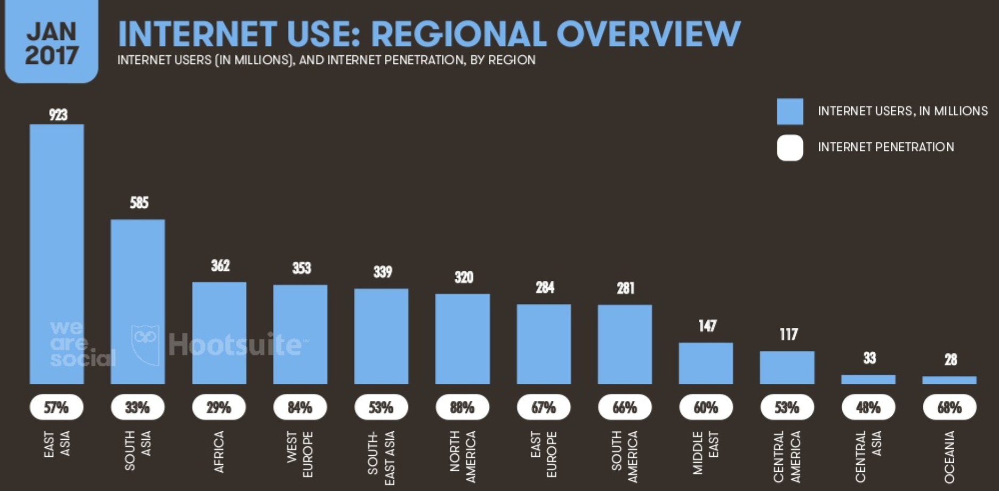 JAN
2017
INTERNET USE: REGIONAL OVERVIEW
INTERNET USERS (IN MILLIONS), AND INTERNET PENETRATION, BY REGION
INTERNET USERS, IN MILLIONS
INTERNET PENETRATION
923
585
362
353
339
320
284
281
147
117
33
28
we
are
social
Hootsuite
57%
33%
29%
84%
53%
88%
67%
66%
60%
53%
48%
68%
EAST
ASIA
SOUTH
ASIA
AFRICA
WEST
EUROPE
SOUTH-
EAST ASIA
NORTH
AMERICA
EAST
EUROPE
SOUTH
AMERICA
MIDDLE
EAST
CENTRAL
AMERICA
CENTRAL
ASIA
OCEANIA